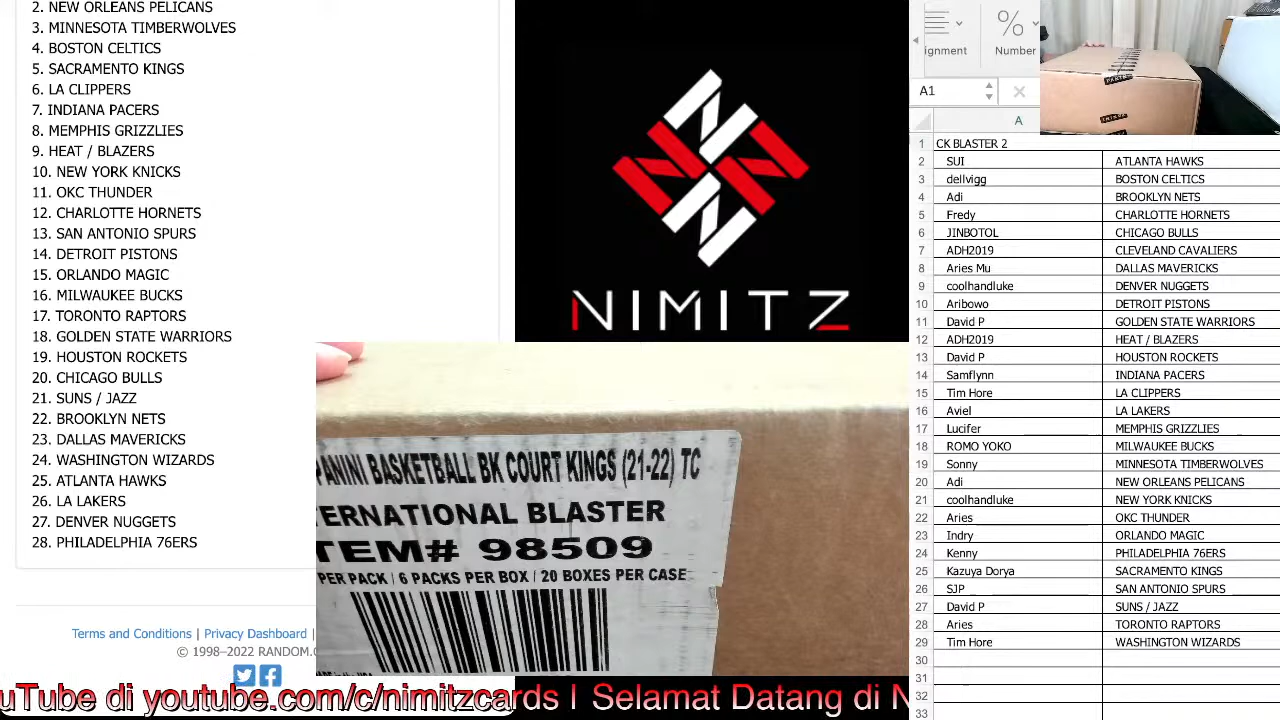 2. NEW ORLEANS PELICANS
3. MINNESOTA TIMBERWOLVES
4. BOSTON CELTICS
5. SACRAMENTO KINGS
6. LA CLIPPERS
7. INDIANA PACERS
8. MEMPHIS GRIZZLIES
9. HEAT / BLAZERS
10. NEW YORK KNICKS
11. OKC THUNDER
12. CHARLOTTE HORNETS
13. SAN ANTONIO SPURS
14. DETROIT PISTONS
15. ORLANDO MAGIC
16. MILWAUKEE BUCKS
17. TORONTO RAPTORS
18. GOLDEN STATE WARRIORS
19. HOUSTON ROCKETS
20. CHICAGO BULLS
21. SUNS / JAZZ
22. BROOKLYN NETS
23. DALLAS MAVERICKS
24. WASHINGTON WIZARDS
25. ATLANTA HAWKS
26. LA LAKERS
27. DENVER NUGGETS
28. PHILADELPHIA 76ERS
Terms and Conditions | Privacy Dashboard |
© 1998–2022 RANDOM.
NIMITZ
PANINI BASKETBALL BK COURT KINGS (21-22) TC
TERNATIONAL BLASTER
TEM# 98509
PER PACK | 6 PACKS PER BOX | 20 BOXES PER CASE
uTube di youtube.com/c/nimitzcards I Selamat Datang di N
ignment
%
Number
A1
A
1 CK BLASTER 2
2 SUI ATLANTA HAWKS
3 dellvigg BOSTON CELTICS
4 Adi BROOKLYN NETS
5 Fredy CHARLOTTE HORNETS
6 JINBOTOL CHICAGO BULLS
7 ADH2019 CLEVELAND CAVALIERS
8 Aries Mu DALLAS MAVERICKS
9 coolhandluke DENVER NUGGETS
10 Aribowo DETROIT PISTONS
11 David P GOLDEN STATE WARRIORS
12 ADH2019 HEAT / BLAZERS
13 David P HOUSTON ROCKETS
14 Samflynn INDIANA PACERS
15 Tim Hore LA CLIPPERS
16 Aviel LA LAKERS
17 Lucifer MEMPHIS GRIZZLIES
18 ROMO YOKO MILWAUKEE BUCKS
19 Sonny MINNESOTA TIMBERWOLVES
20 Adi NEW ORLEANS PELICANS
21 coolhandluke NEW YORK KNICKS
22 Aries OKC THUNDER
23 Indry ORLANDO MAGIC
24 Kenny PHILADELPHIA 76ERS
25 Kazuya Dorya SACRAMENTO KINGS
26 SJP SAN ANTONIO SPURS
27 David P SUNS / JAZZ
28 Aries TORONTO RAPTORS
29 Tim Hore WASHINGTON WIZARDS
30
31
32
33